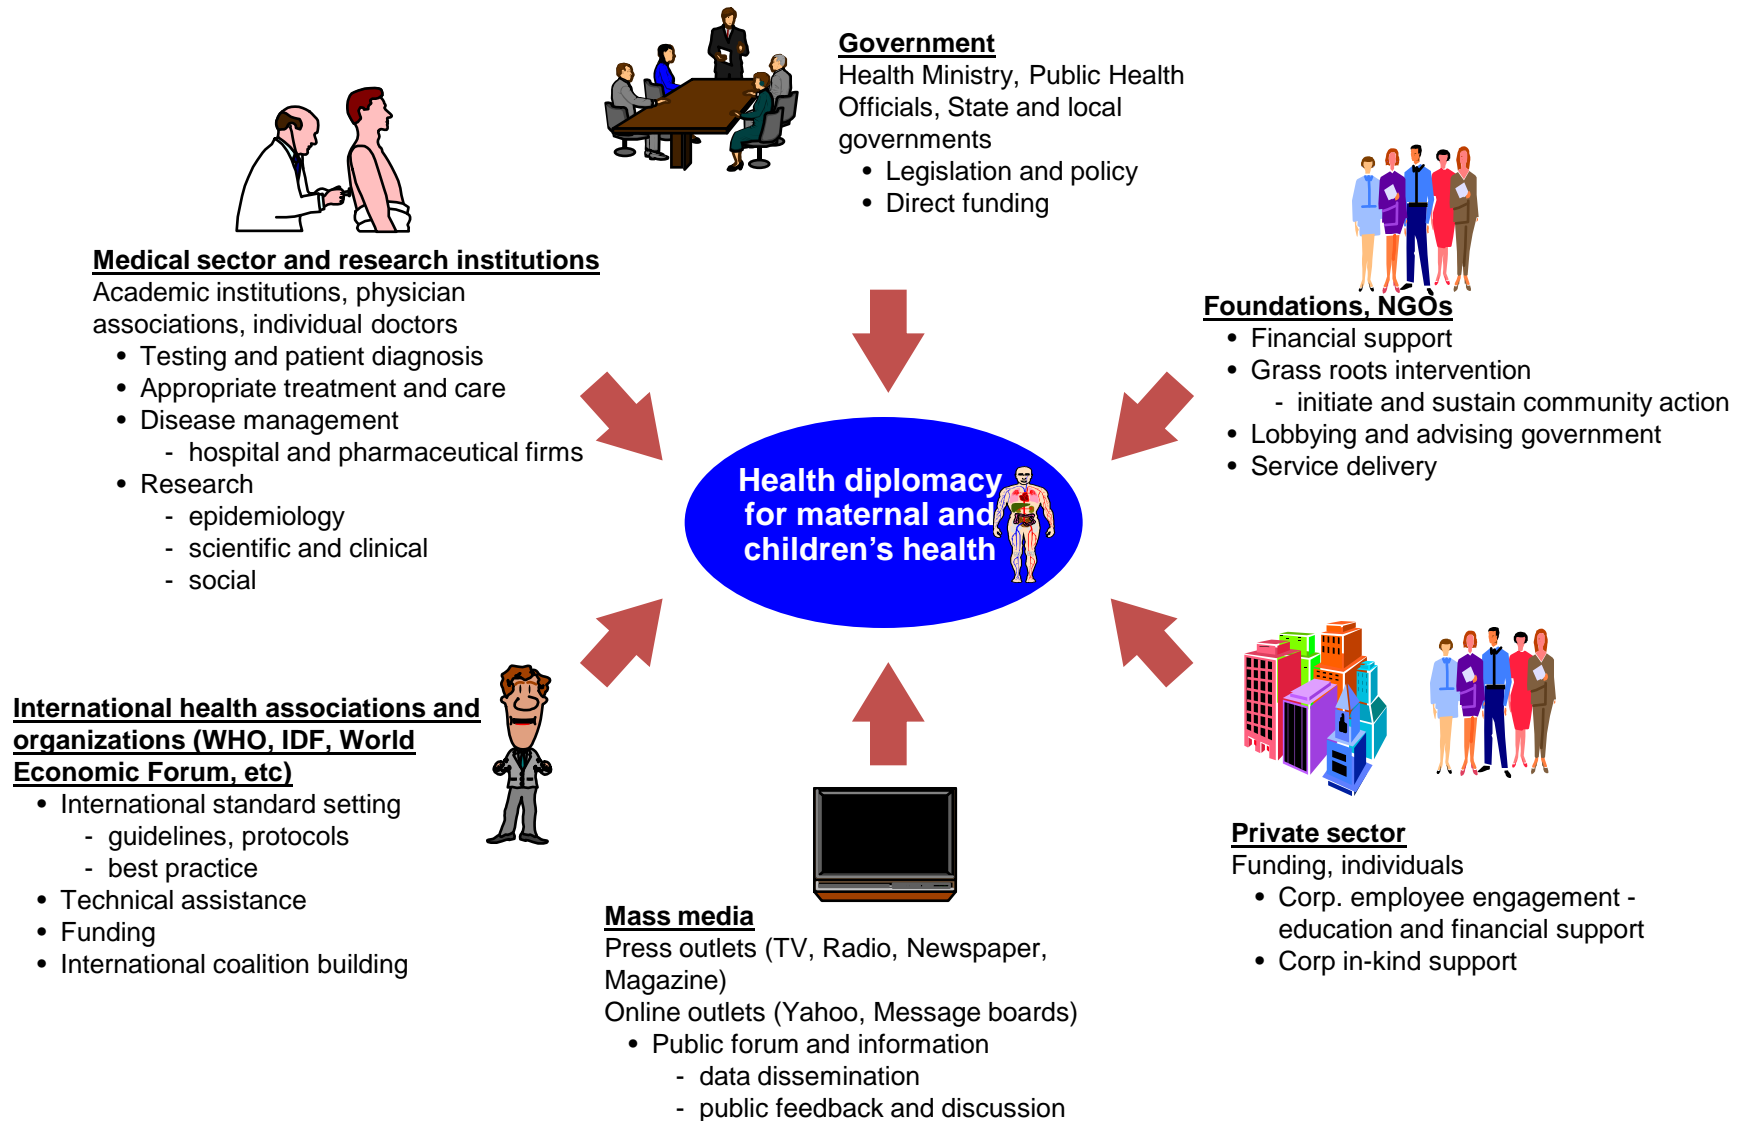 Government
Health Ministry, Public Health
Officials, State and local
governments
• Legislation and policy
• Direct funding
Medical sector and research institutions
Academic institutions, physician
associations, individual doctors
• Testing and patient diagnosis
• Appropriate treatment and care
• Disease management
- hospital and pharmaceutical firms
• Research
- epidemiology
- scientific and clinical
- social
Foundations, NGOs
• Financial support
• Grass roots intervention
- initiate and sustain community action
• Lobbying and advising government
• Service delivery
Health diplomacy
for maternal and
children’s health
International health associations and
organizations (WHO, IDF, World
Economic Forum, etc)
• International standard setting
- guidelines, protocols
- best practice
• Technical assistance
• Funding
• International coalition building
Mass media
Press outlets (TV, Radio, Newspaper,
Magazine)
Online outlets (Yahoo, Message boards)
• Public forum and information
- data dissemination
- public feedback and discussion
Private sector
Funding, individuals
• Corp. employee engagement -
education and financial support
• Corp in-kind support